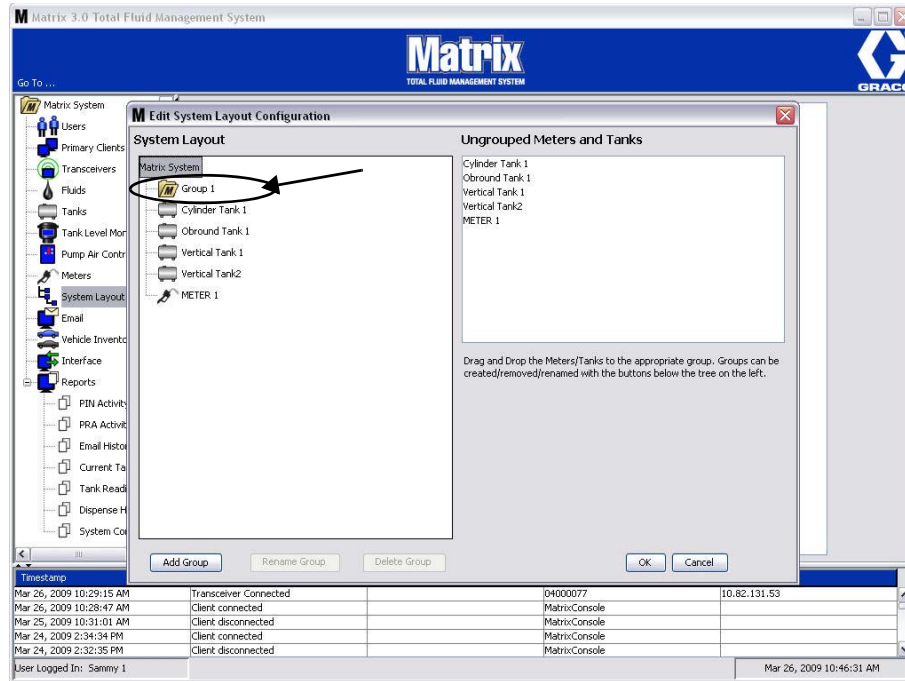 Matrix 3.0 Total Fluid Management System
Go To ...
Matrix
TOTAL FLUID MANAGEMENT SYSTEM
GRACO
Matrix System
Users
Primary Clients
Transceivers
Fluids
Tanks
Tank Level Mon
Pump Air Contr
Meters
System Layout
Email
Vehicle Invento
Interface
Reports
PIN Activity
PRA Activit
Email Histor
Current Ta
Tank Readi
Dispense H
System Co
Edit System Layout Configuration
System Layout
Matrix System
Group 1
Cylinder Tank 1
Obround Tank 1
Vertical Tank 1
Vertical Tank2
METER 1
Ungrouped Meters and Tanks
Cylinder Tank 1
Obround Tank 1
Vertical Tank 1
Vertical Tank2
METER 1
Drag and Drop the Meters/Tanks to the appropriate group. Groups can be
created/removed/renamed with the buttons below the tree on the left.
Add Group Rename Group Delete Group OK Cancel
Timestamp
Mar 26, 2009 10:29:15 AM Transceiver Connected 04000077 10.82.131.53
Mar 26, 2009 10:28:47 AM Client connected MatrixConsole
Mar 25, 2009 10:31:01 AM Client disconnected MatrixConsole
Mar 24, 2009 2:34:34 PM Client connected MatrixConsole
Mar 24, 2009 2:32:35 PM Client disconnected MatrixConsole
User Logged In: Sammy 1 Mar 26, 2009 10:46:31 AM